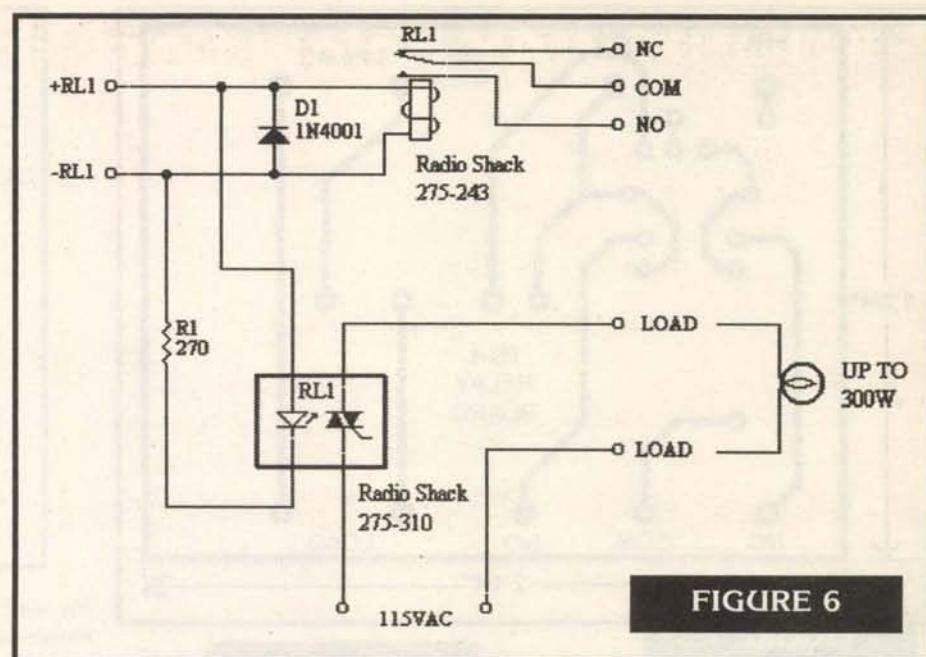 RL1
NC
+RL1
COM
D1
1N4001
NO
-RL1
Radio Shack
275-243
R1
270
LOAD
RL1
UP TO
300W
LOAD
Radio Shack
275-310
115VAC
FIGURE 6